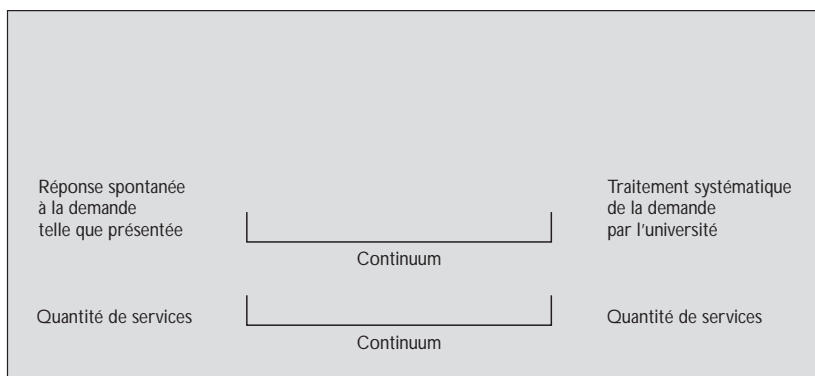 Réponse spontanée
à la demande
telle que présentée
Traitement systématique
de la demande
par l'université
Continuum
Quantité de services
Quantité de services
Continuum